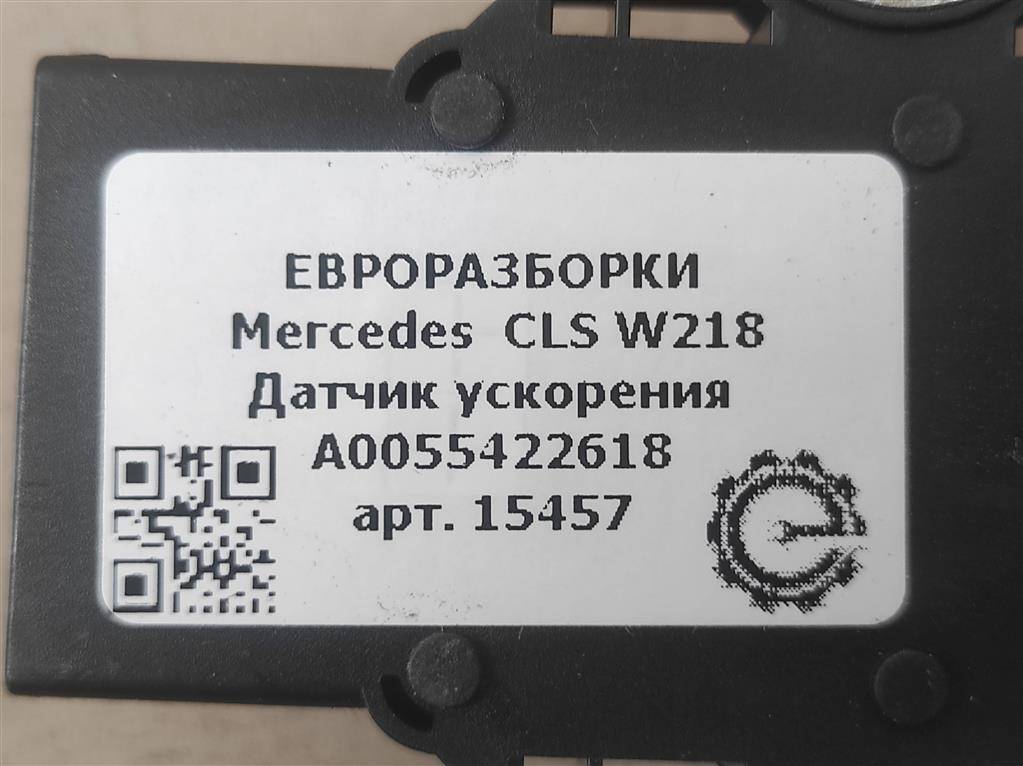 ЕВРОРАЗБОРКИ
Mercedes CLS W218
Датчик ускорения
A0055422618
арт. 15457